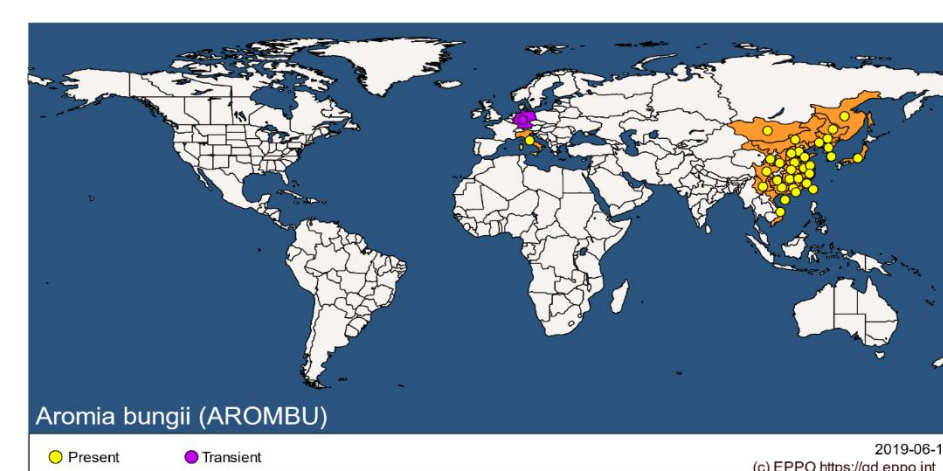 Aromia bungii (AROMBU)
Present
Transient
2019-06-1
(c) EPPO https://gd.eppo.int